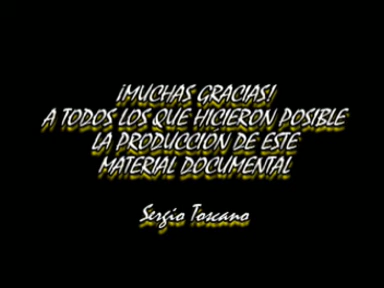 ¡MUCHAS GRACIAS!
A TODOS LOS QUE HICIERON POSIBLE
LA PRODUCCIÓN DE ESTE
MATERIAL DOCUMENTAL
Sergio Toscano